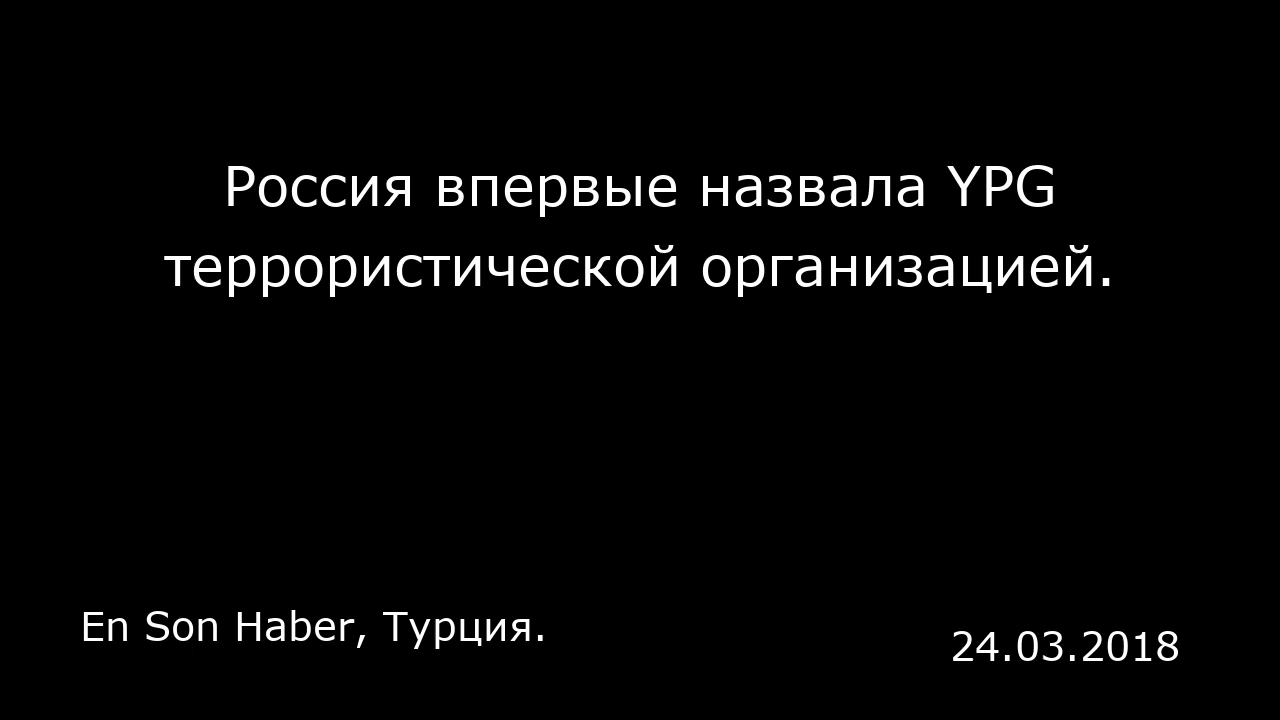 Россия впервые назвала YPG
террористической организацией.
En Son Haber, Турция.
24.03.2018